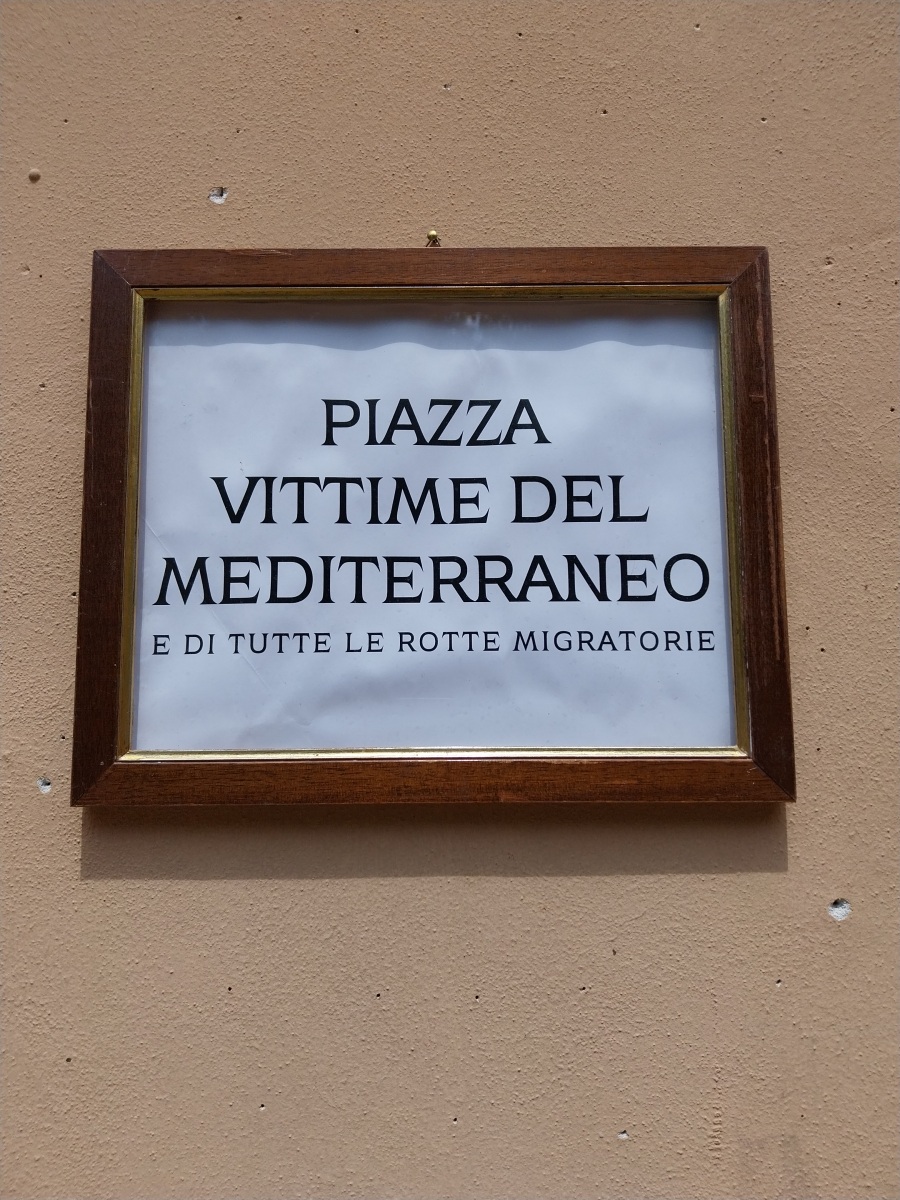 PIAZZA
VITTIME DEL
MEDITERRANEO
E DI TUTTE LE ROTTE MIGRATORIE